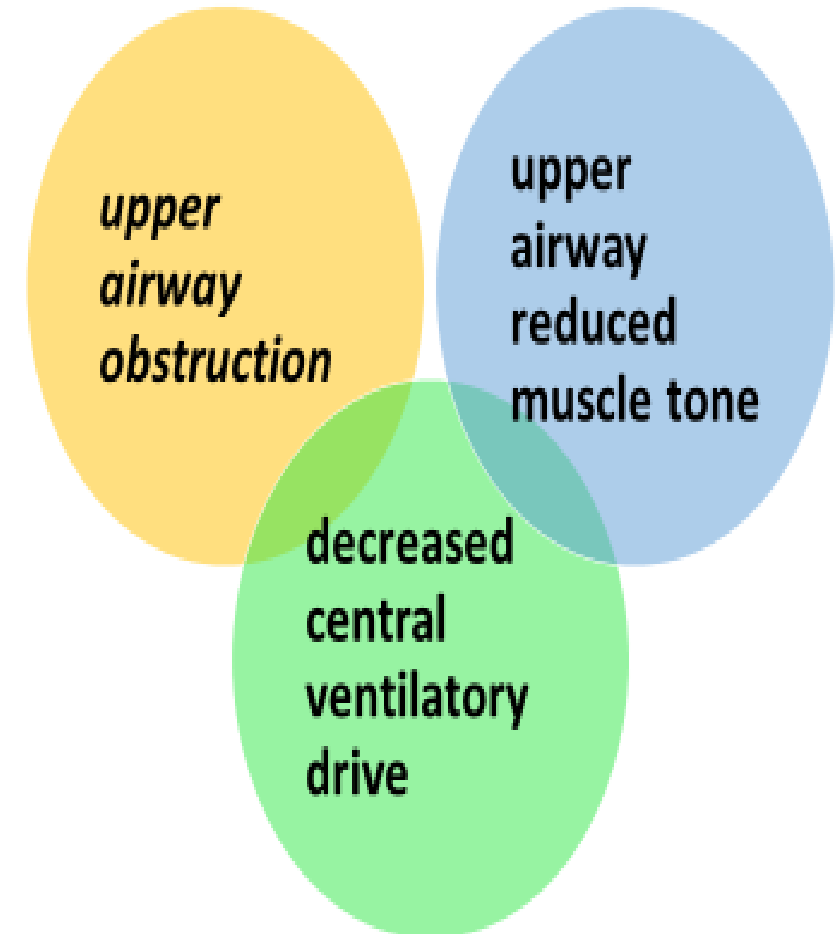 upper
airway
obstruction
upper
airway
reduced
muscle tone
decreased
central
ventilatory
drive